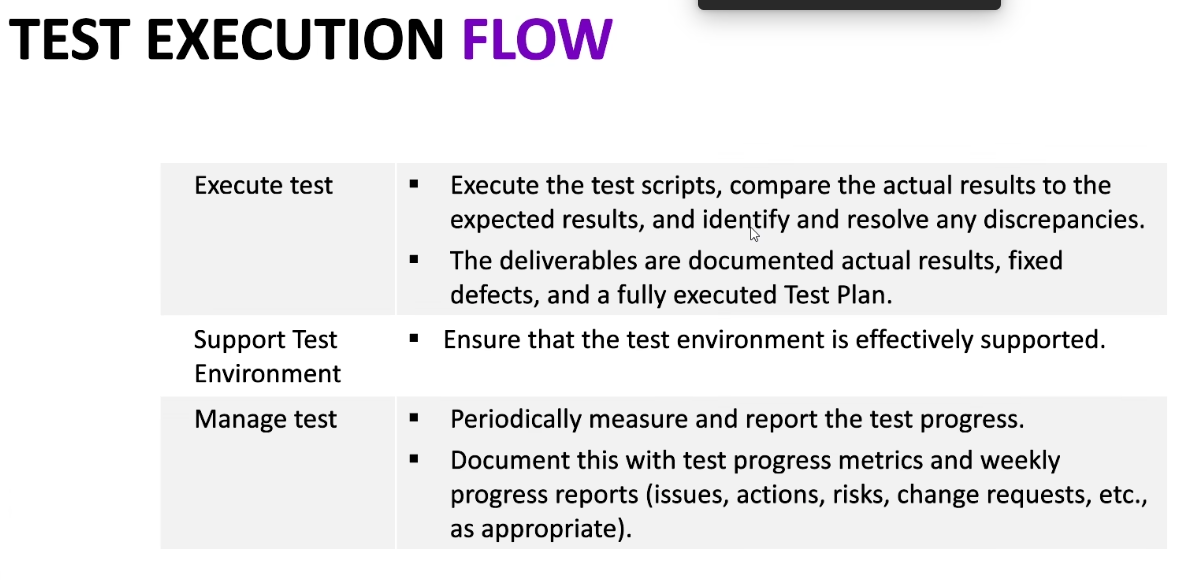 TEST EXECUTION FLOW
Execute test
▪ Execute the test scripts, compare the actual results to the
expected results, and identify and resolve any discrepancies.
▪ The deliverables are documented actual results, fixed
defects, and a fully executed Test Plan.
Support Test
Environment
▪ Ensure that the test environment is effectively supported.
Manage test
▪ Periodically measure and report the test progress.
▪ Document this with test progress metrics and weekly
progress reports (issues, actions, risks, change requests, etc.,
as appropriate).